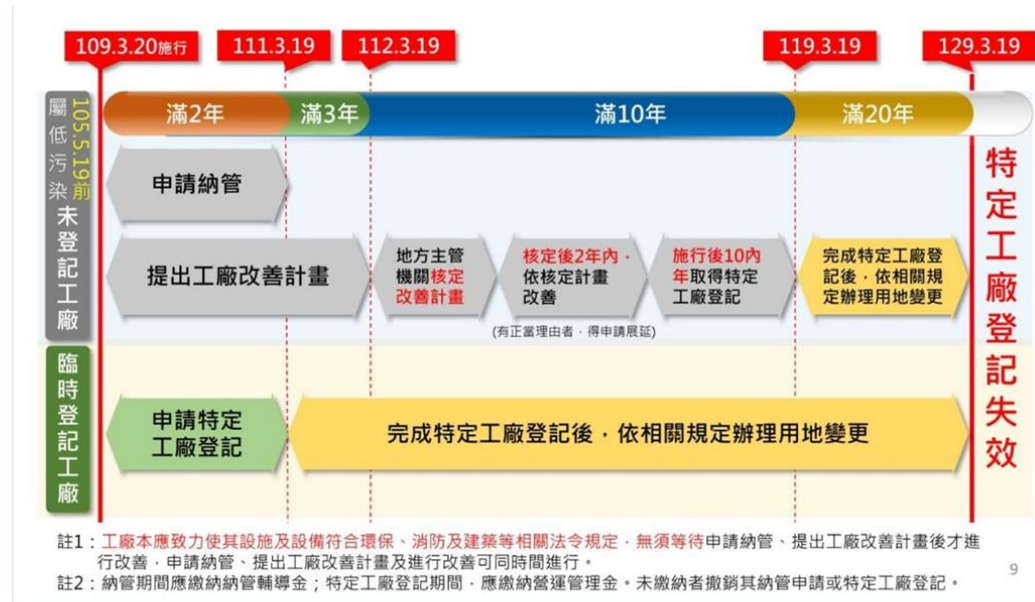 109.3.20施行
111.3.19
112.3.19
119.3.19
129.3.19
滿2年
滿3年
滿10年
滿20年
105.5.19前
屬低污染
未登記工廠
申請納管
提出工廠改善計畫
地方主管
機關核定
改善計畫
核定後2年內，
依核定計畫
改善
(有正當理由者，得申請展延)
施行後10內
年取得特定
工廠登記
完成特定工廠登
記後，依相關規
定辦理用地變更
臨時登記工廠
申請特定
工廠登記
完成特定工廠登記後，依相關規定辦理用地變更
特定工廠登記失效
註1：工廠本應致力使其設施及設備符合環保、消防及建築等相關法令規定，無須等待申請納管、提出工廠改善計畫後才進
行改善，申請納管、提出工廠改善計畫及進行改善可同時間進行。
註2：納管期間應繳納納管輔導金；特定工廠登記期間，應繳納營運管理金。未繳納者撤銷其納管申請或特定工廠登記。
9